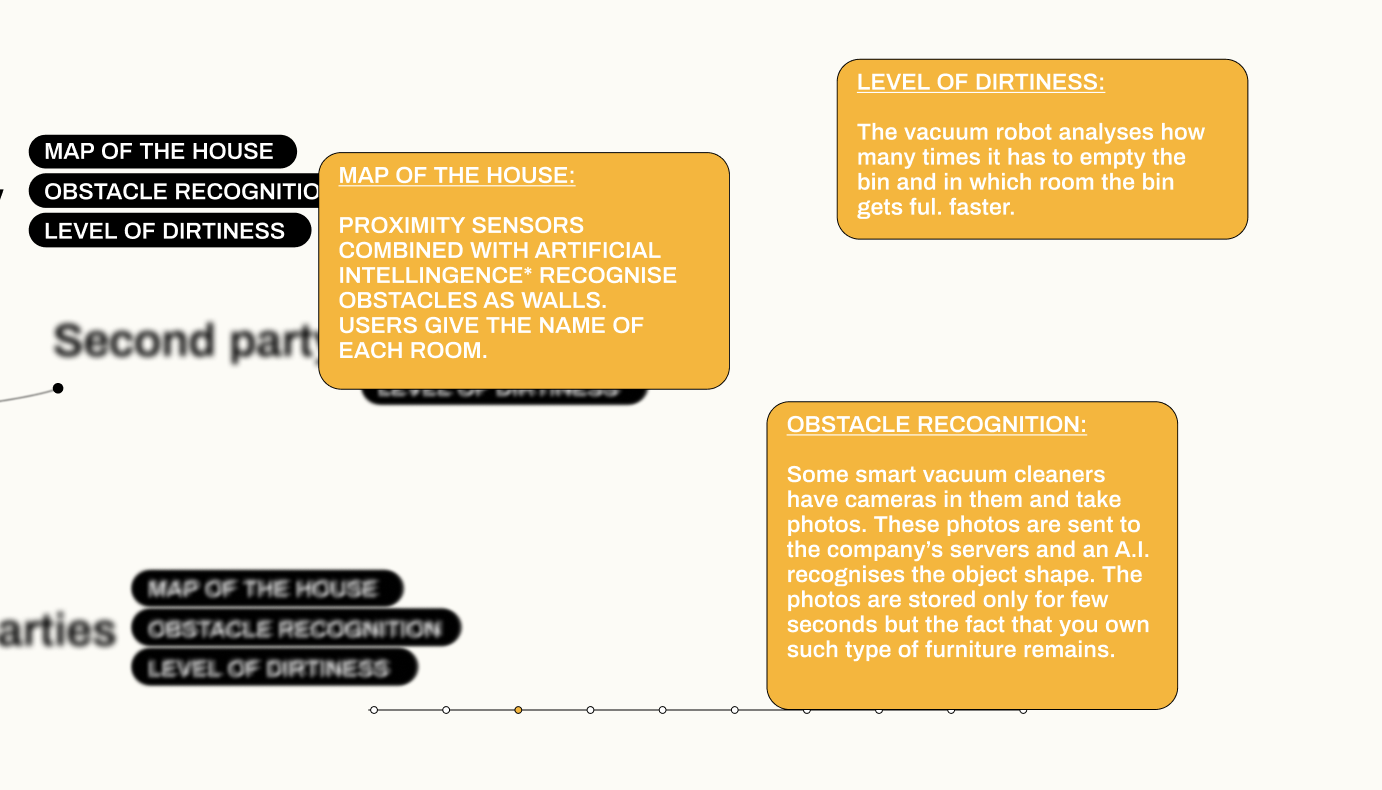 MAP OF THE HOUSE
OBSTACLE RECOGNITIO
LEVEL OF DIRTINESS
MAP OF THE HOUSE:
PROXIMITY SENSORS
COMBINED WITH ARTIFICIAL
INTELLINGENCE* RECOGNISE
OBSTACLES AS WALLS.
USERS GIVE THE NAME OF
EACH ROOM.
LEVEL OF DIRTINESS:
The vacuum robot analyses how
many times it has to empty the
bin and in which room the bin
gets ful. faster.
Second party
LEVEL OF DIRTINESS
OBSTACLE RECOGNITION:
Some smart vacuum cleaners
have cameras in them and take
photos. These photos are sent to
the company’s servers and an A.I.
recognises the object shape. The
photos are stored only for few
seconds but the fact that you own
such type of furniture remains.
arties
MAP OF THE HOUSE
OBSTACLE RECOGNITION
LEVEL OF DIRTINESS